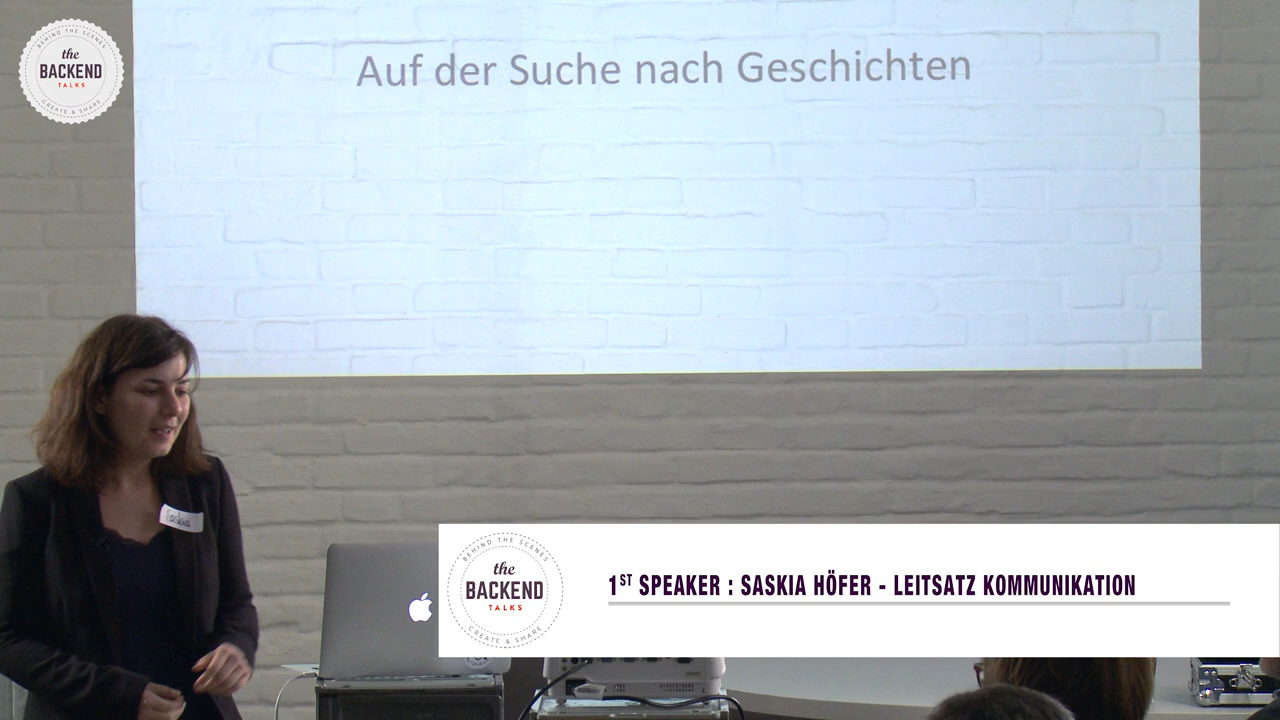 BEHIND THE SCENES
the
BACKEND
TALKS
CREATE & SHARE
Auf der Suche nach Geschichten
Saskia
BEHIND THE SCENES
the
BACKEND
TALKS
CREATE & SHARE
1ST SPEAKER : SASKIA HÖFER - LEITSATZ KOMMUNIKATION